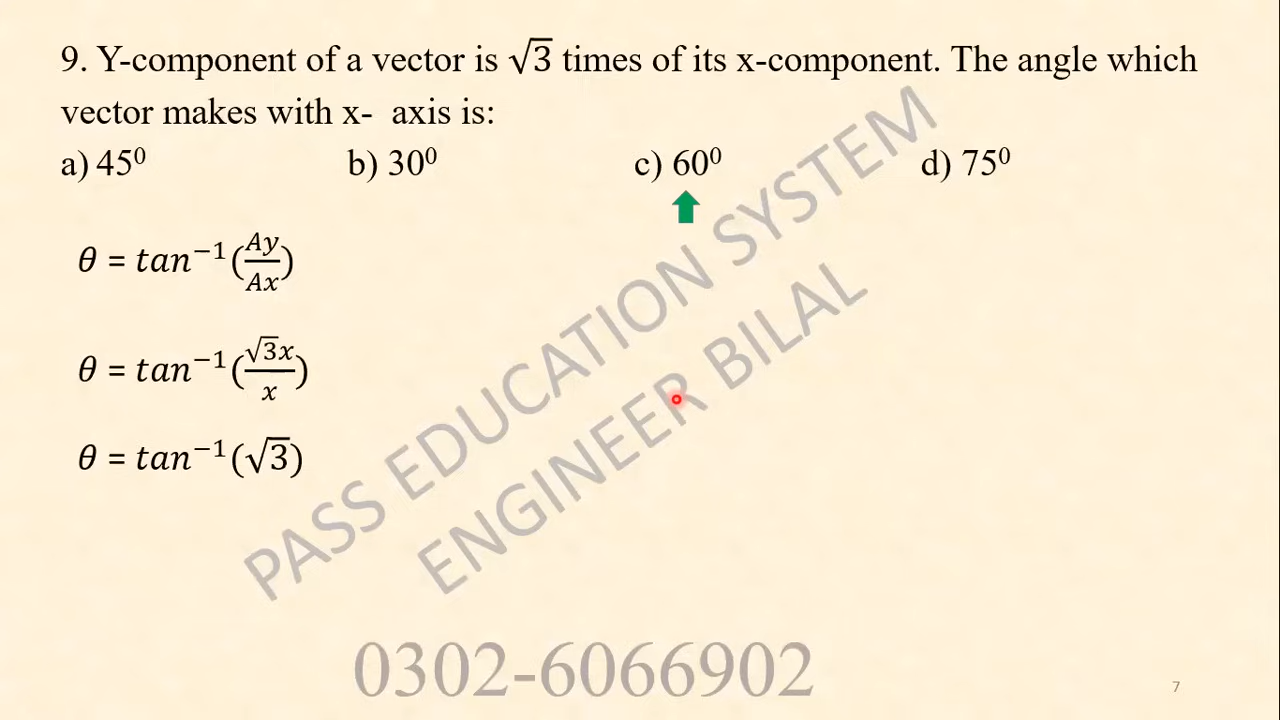 9. Y-component of a vector is √3 times of its x-component. The angle which
vector makes with x-  axis is:
a) 45⁰ b) 30⁰ c) 60⁰ d) 75⁰
θ = tan⁻¹(Ay/Ax)
θ = tan⁻¹(√3x/x)
θ = tan⁻¹(√3)
PASS EDUCATION SYSTEM
ENGINEER BILAL
0302-6066902
7